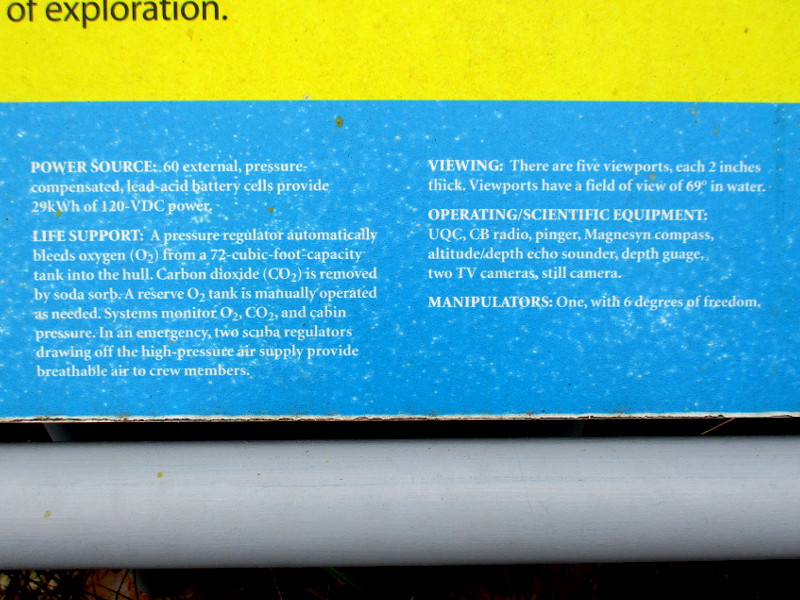 of exploration.
POWER SOURCE: 60 external, pressure-
compensated, lead-acid battery cells provide
29kWh of 120-VDC power.
LIFE SUPPORT: A pressure regulator automatically
bleeds oxygen (O₂) from a 72-cubic-foot-capacity
tank into the hull. Carbon dioxide (CO₂) is removed
by soda sorb. A reserve O₂ tank is manually operated
as needed. Systems monitor O₂, CO₂, and cabin
pressure. In an emergency, two scuba regulators
drawing off the high-pressure air supply provide
breathable air to crew members.
VIEWING: There are five viewports, each 2 inches
thick. Viewports have a field of view of 69° in water.
OPERATING/SCIENTIFIC EQUIPMENT:
UQC, CB radio, pinger, Magnesyn compass,
altitude/depth echo sounder, depth guage,
two TV cameras, still camera.
MANIPULATORS: One, with 6 degrees of freedom.